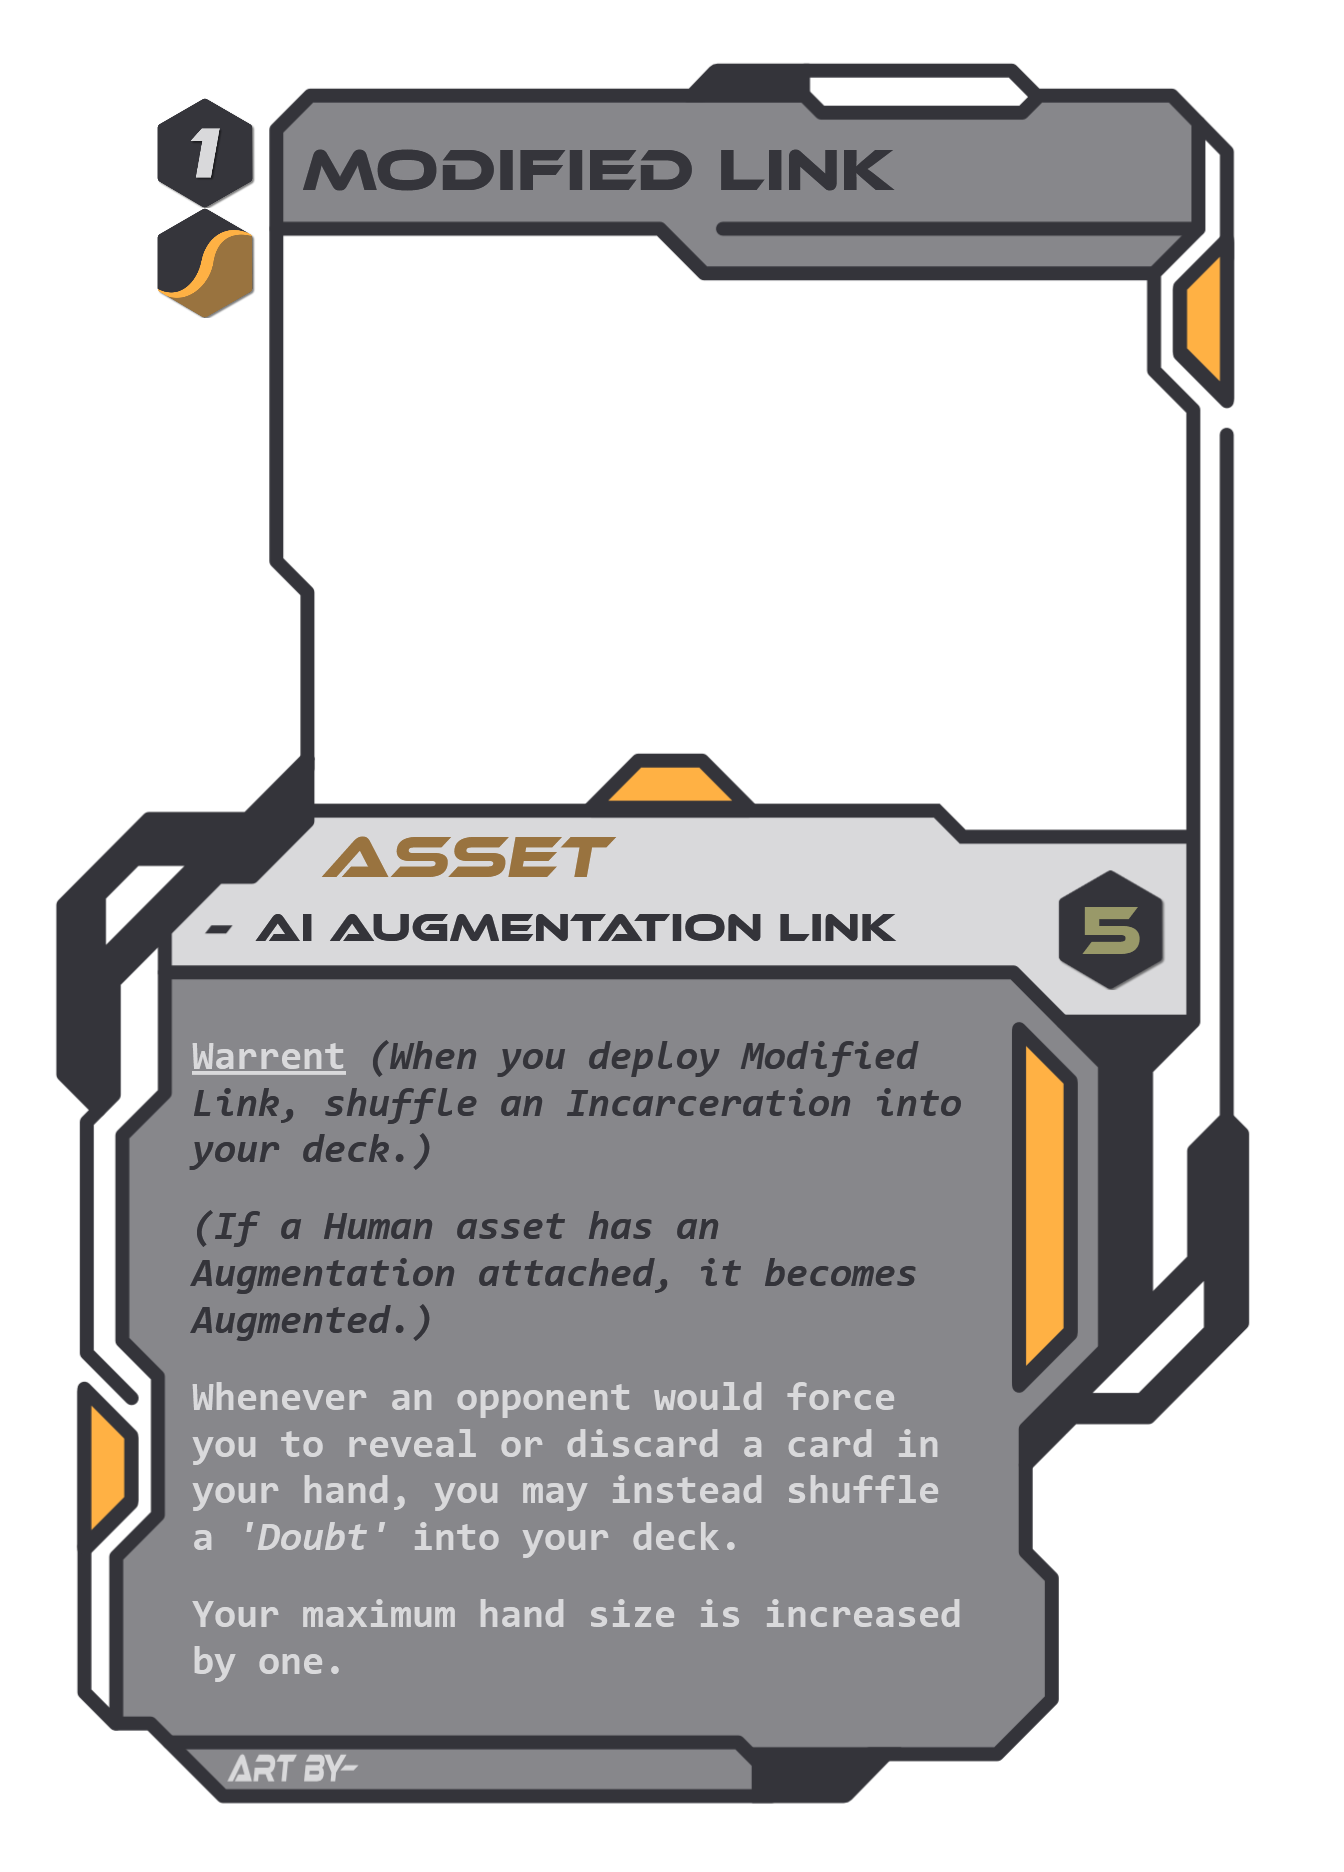 1
MODIFIED LINK
ASSET
- AI AUGMENTATION LINK
5
Warrent (When you deploy Modified
Link, shuffle an Incarceration into
your deck.)
(If a Human asset has an
Augmentation attached, it becomes
Augmented.)
Whenever an opponent would force
you to reveal or discard a card in
your hand, you may instead shuffle
a 'Doubt' into your deck.
Your maximum hand size is increased
by one.
ART BY-